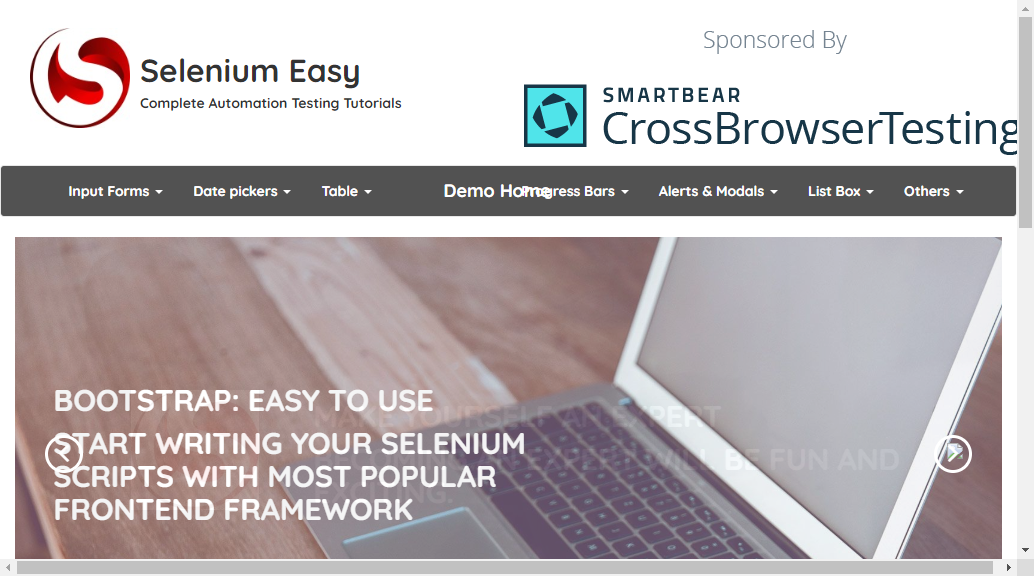 Sponsored By
Selenium Easy
Complete Automation Testing Tutorials
SMARTBEAR
CrossBrowserTesting
Input Forms Date pickers Table Demo Home Progress Bars Alerts & Modals List Box Others
BOOTSTRAP: EASY TO USE
START WRITING YOUR SELENIUM
SCRIPTS WITH MOST POPULAR
FRONTEND FRAMEWORK
MAKE YOURSELF AN EXPERT
EXPERT WILL BE FUN AND